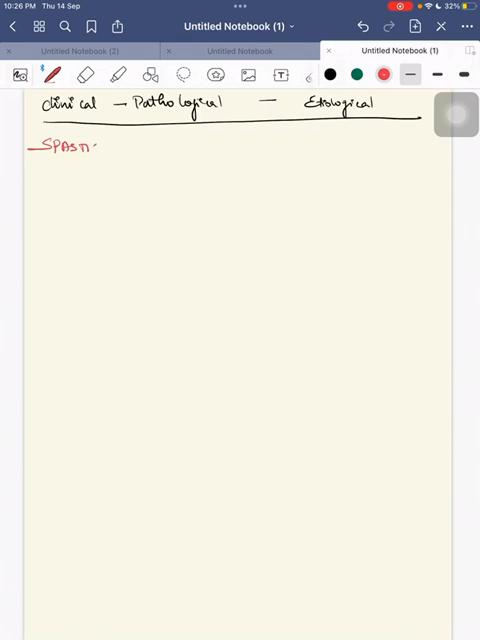 10:26 PM Thu 14 Sep
32%
Untitled Notebook (1)
Untitled Notebook (2) Untitled Notebook Untitled Notebook (1)
Clinical - Pathological - Etiological
SPASTI